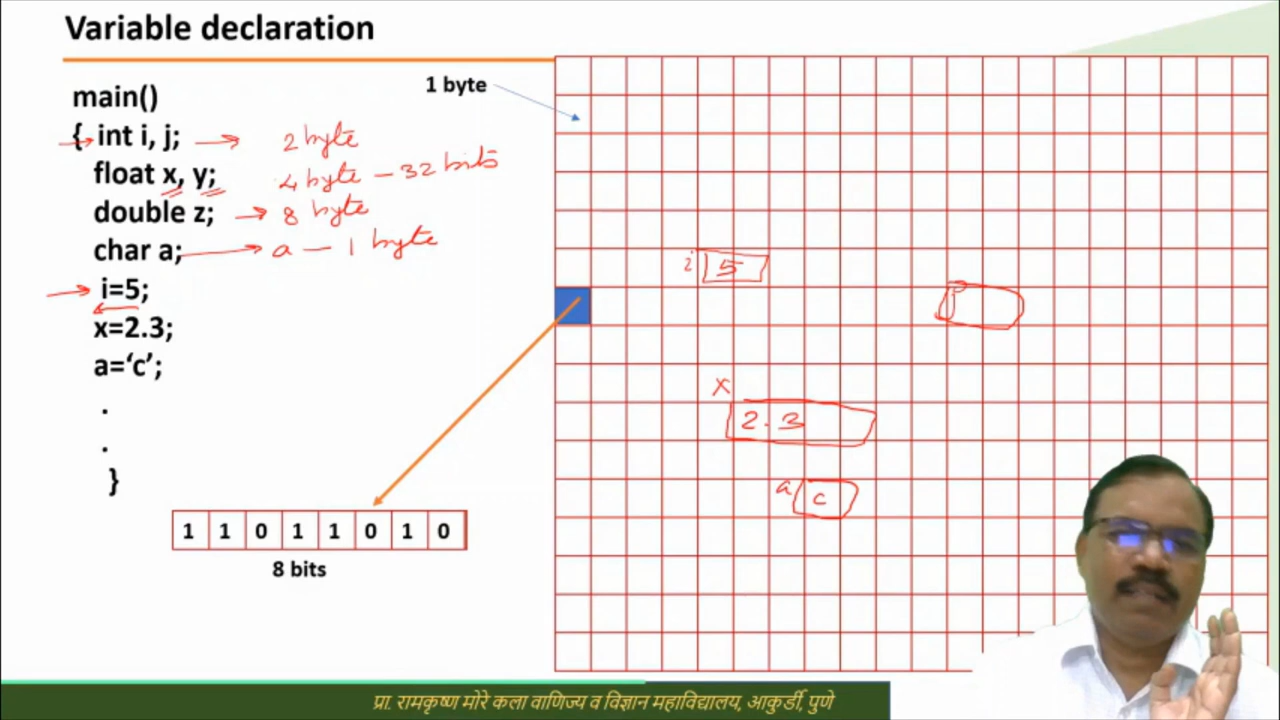 Variable declaration
1 byte
main()
{ int i, j; → 2 byte
float x, y; 4 byte – 32 bits
double z; → 8 byte
char a; → a – 1 byte
i=5;
x=2.3;
a=‘c’;
.
.
}
i 5
x
2.3
a c
1 1 0 1 1 0 1 0
8 bits
प्रा. रामकृष्ण मोरे कला वाणिज्य व विज्ञान महाविद्यालय, आकुर्डी, पुणे